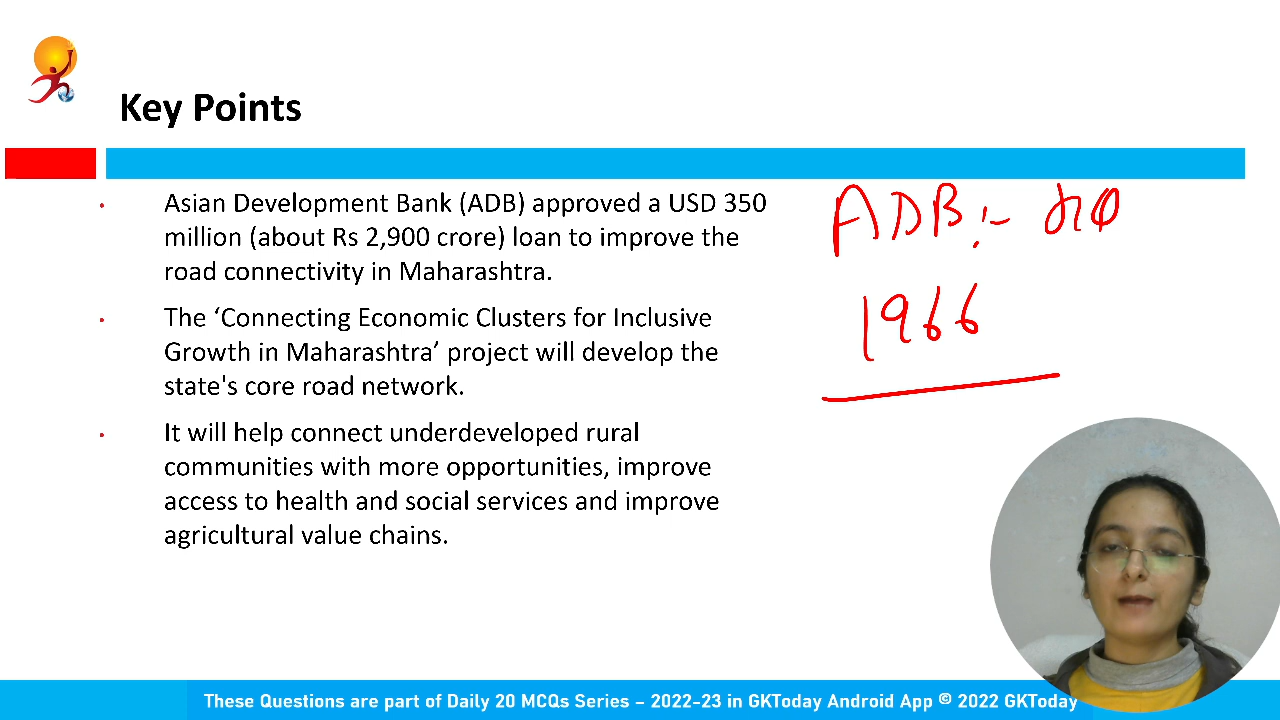 Key Points
• Asian Development Bank (ADB) approved a USD 350
million (about Rs 2,900 crore) loan to improve the
road connectivity in Maharashtra.
• The ‘Connecting Economic Clusters for Inclusive
Growth in Maharashtra’ project will develop the
state's core road network.
• It will help connect underdeveloped rural
communities with more opportunities, improve
access to health and social services and improve
agricultural value chains.
ADB :-
1966
These Questions are part of Daily 20 MCQs Series – 2022-23 in GKToday Android App © 2022 GKToday